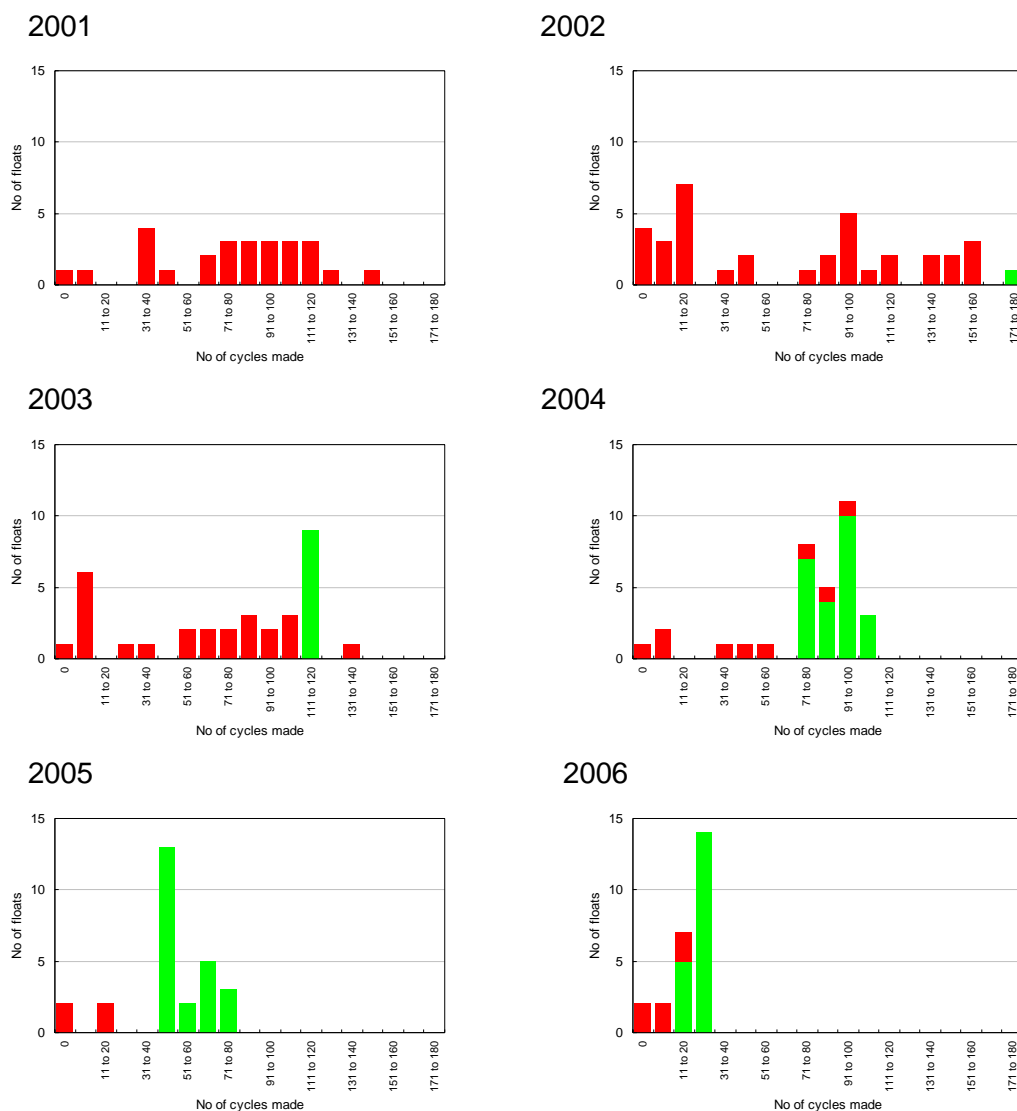 2001
2002
15
10
5
0
No of floats
0
11 to 20
31 to 40
51 to 60
71 to 80
91 to 100
111 to 120
131 to 140
151 to 160
171 to 180
No of cycles made
15
10
5
0
No of floats
0
11 to 20
31 to 40
51 to 60
71 to 80
91 to 100
111 to 120
131 to 140
151 to 160
171 to 180
No of cycles made
2003
2004
15
10
5
0
No of floats
0
11 to 20
31 to 40
51 to 60
71 to 80
91 to 100
111 to 120
131 to 140
151 to 160
171 to 180
No of cycles made
15
10
5
0
No of floats
0
11 to 20
31 to 40
51 to 60
71 to 80
91 to 100
111 to 120
131 to 140
151 to 160
171 to 180
No of cycles made
2005
2006
15
10
5
0
No of floats
0
11 to 20
31 to 40
51 to 60
71 to 80
91 to 100
111 to 120
131 to 140
151 to 160
171 to 180
No of cycles made
15
10
5
0
No of floats
0
11 to 20
31 to 40
51 to 60
71 to 80
91 to 100
111 to 120
131 to 140
151 to 160
171 to 180
No of cycles made